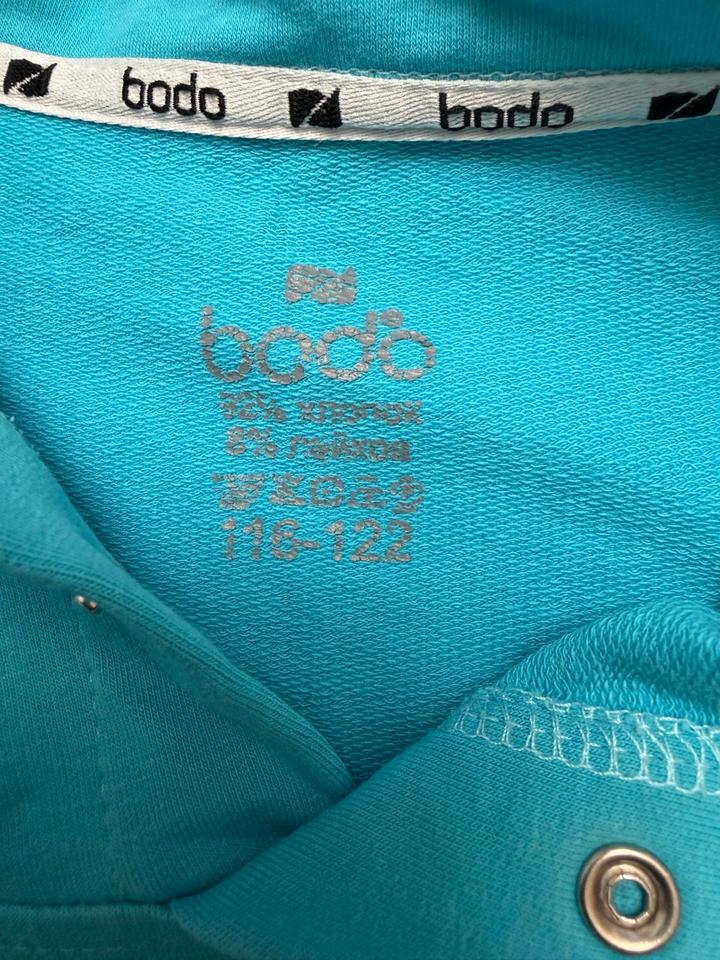 bodo bodo
bodo
92% хлопок
8% лайкра
116-122